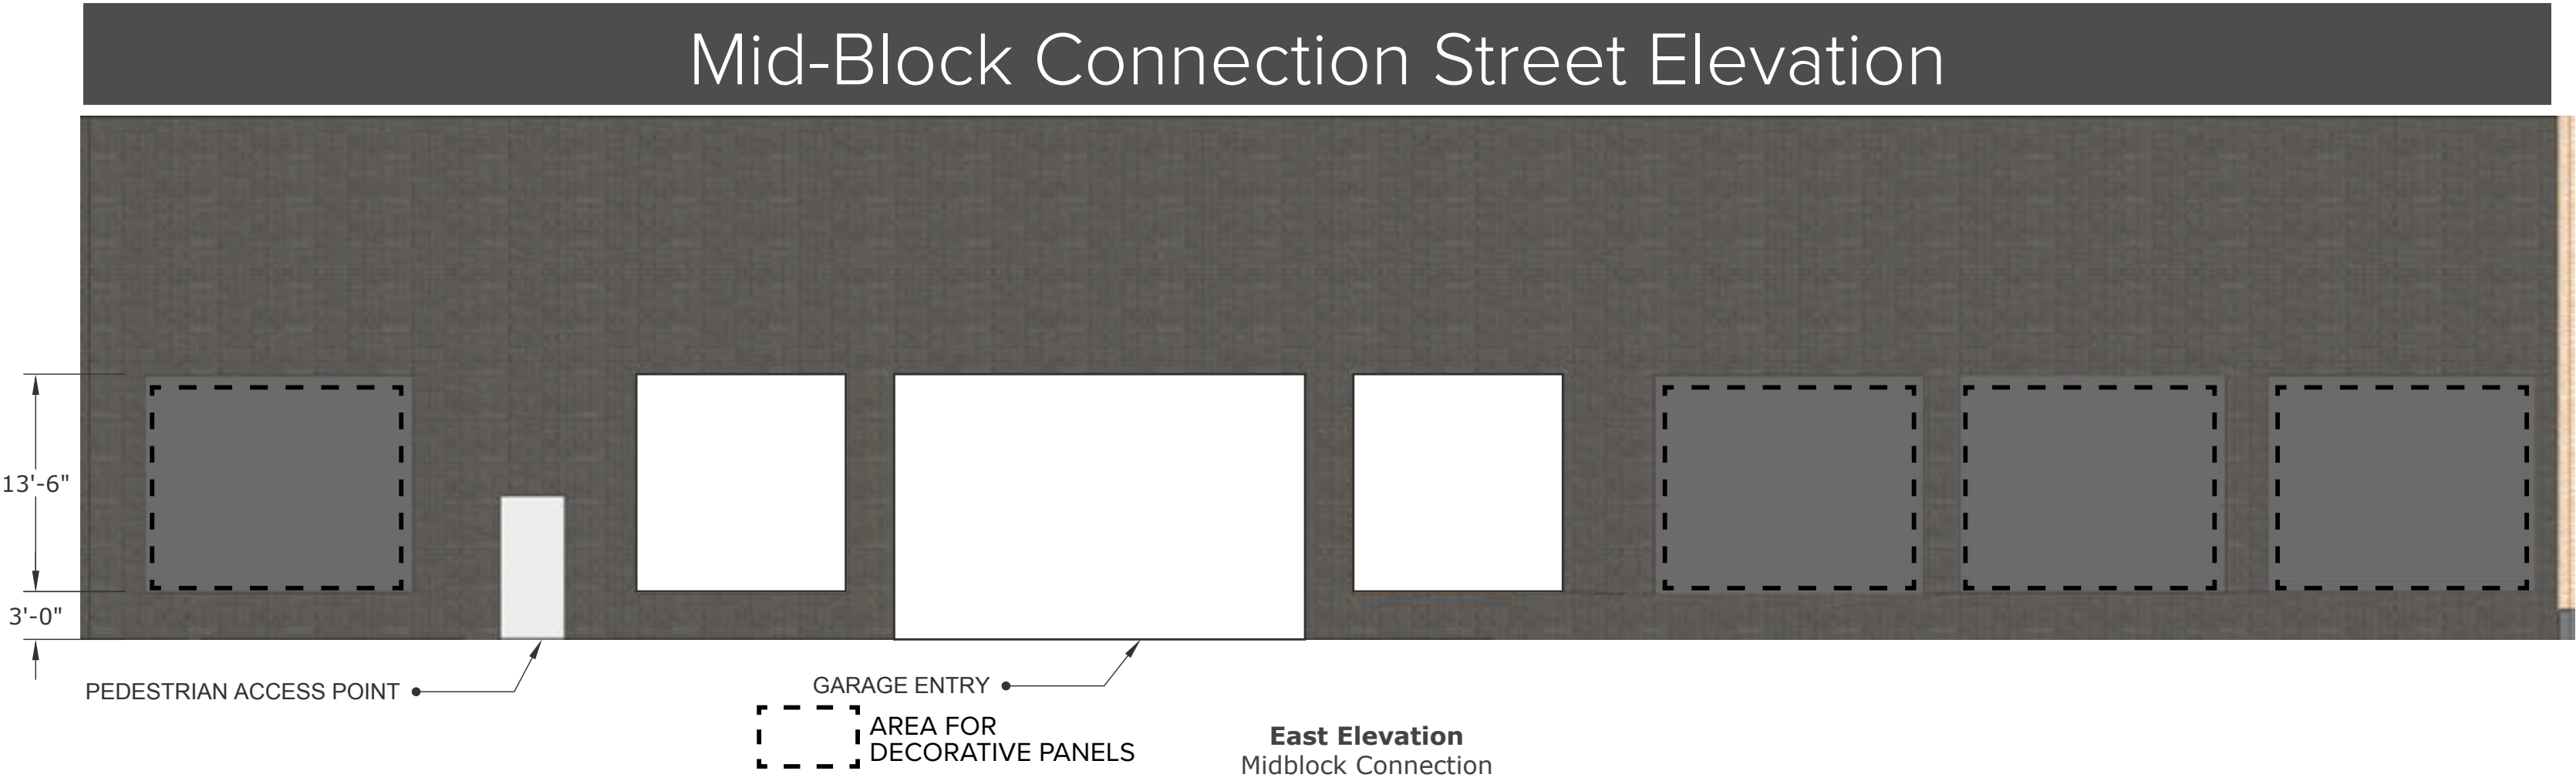 Mid-Block Connection Street Elevation
13'-6"
3'-0"
PEDESTRIAN ACCESS POINT
GARAGE ENTRY
AREA FOR
DECORATIVE PANELS
East Elevation
Midblock Connection